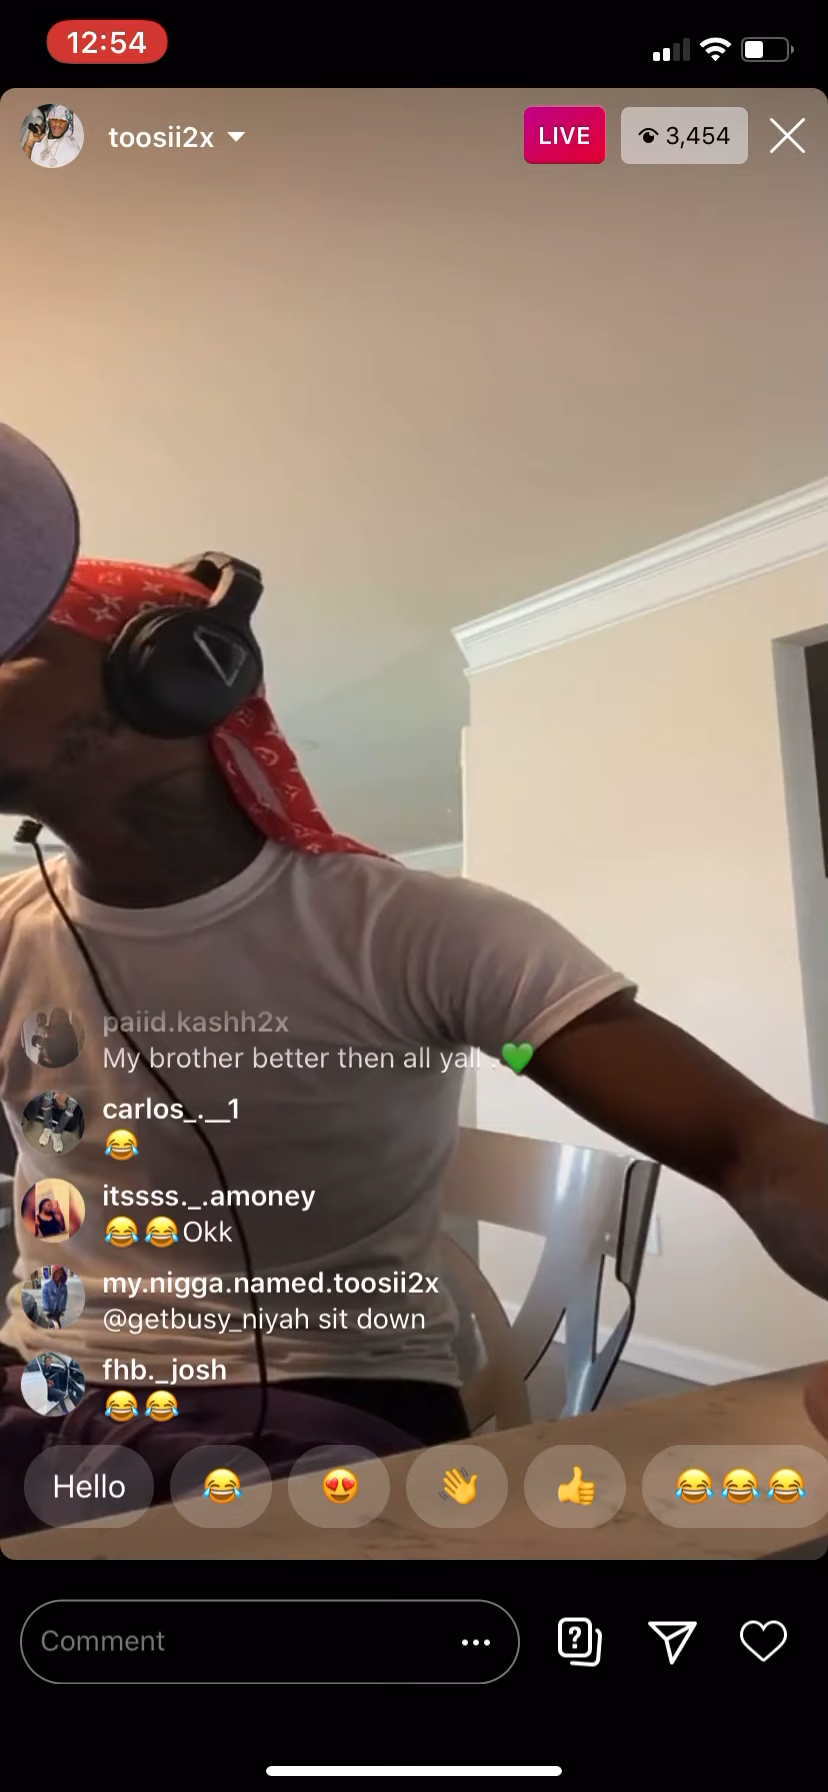 12:54
toosii2x
LIVE
3,454
paiid.kashh2x
My brother better then all yall .💚
carlos_.__1
😂
itssss._.amoney
😂😂Okk
my.nigga.named.toosii2x
@getbusy_niyah sit down
fhb._josh
😂😂
Hello 😂 😍 👋 👍 😂😂😂
Comment